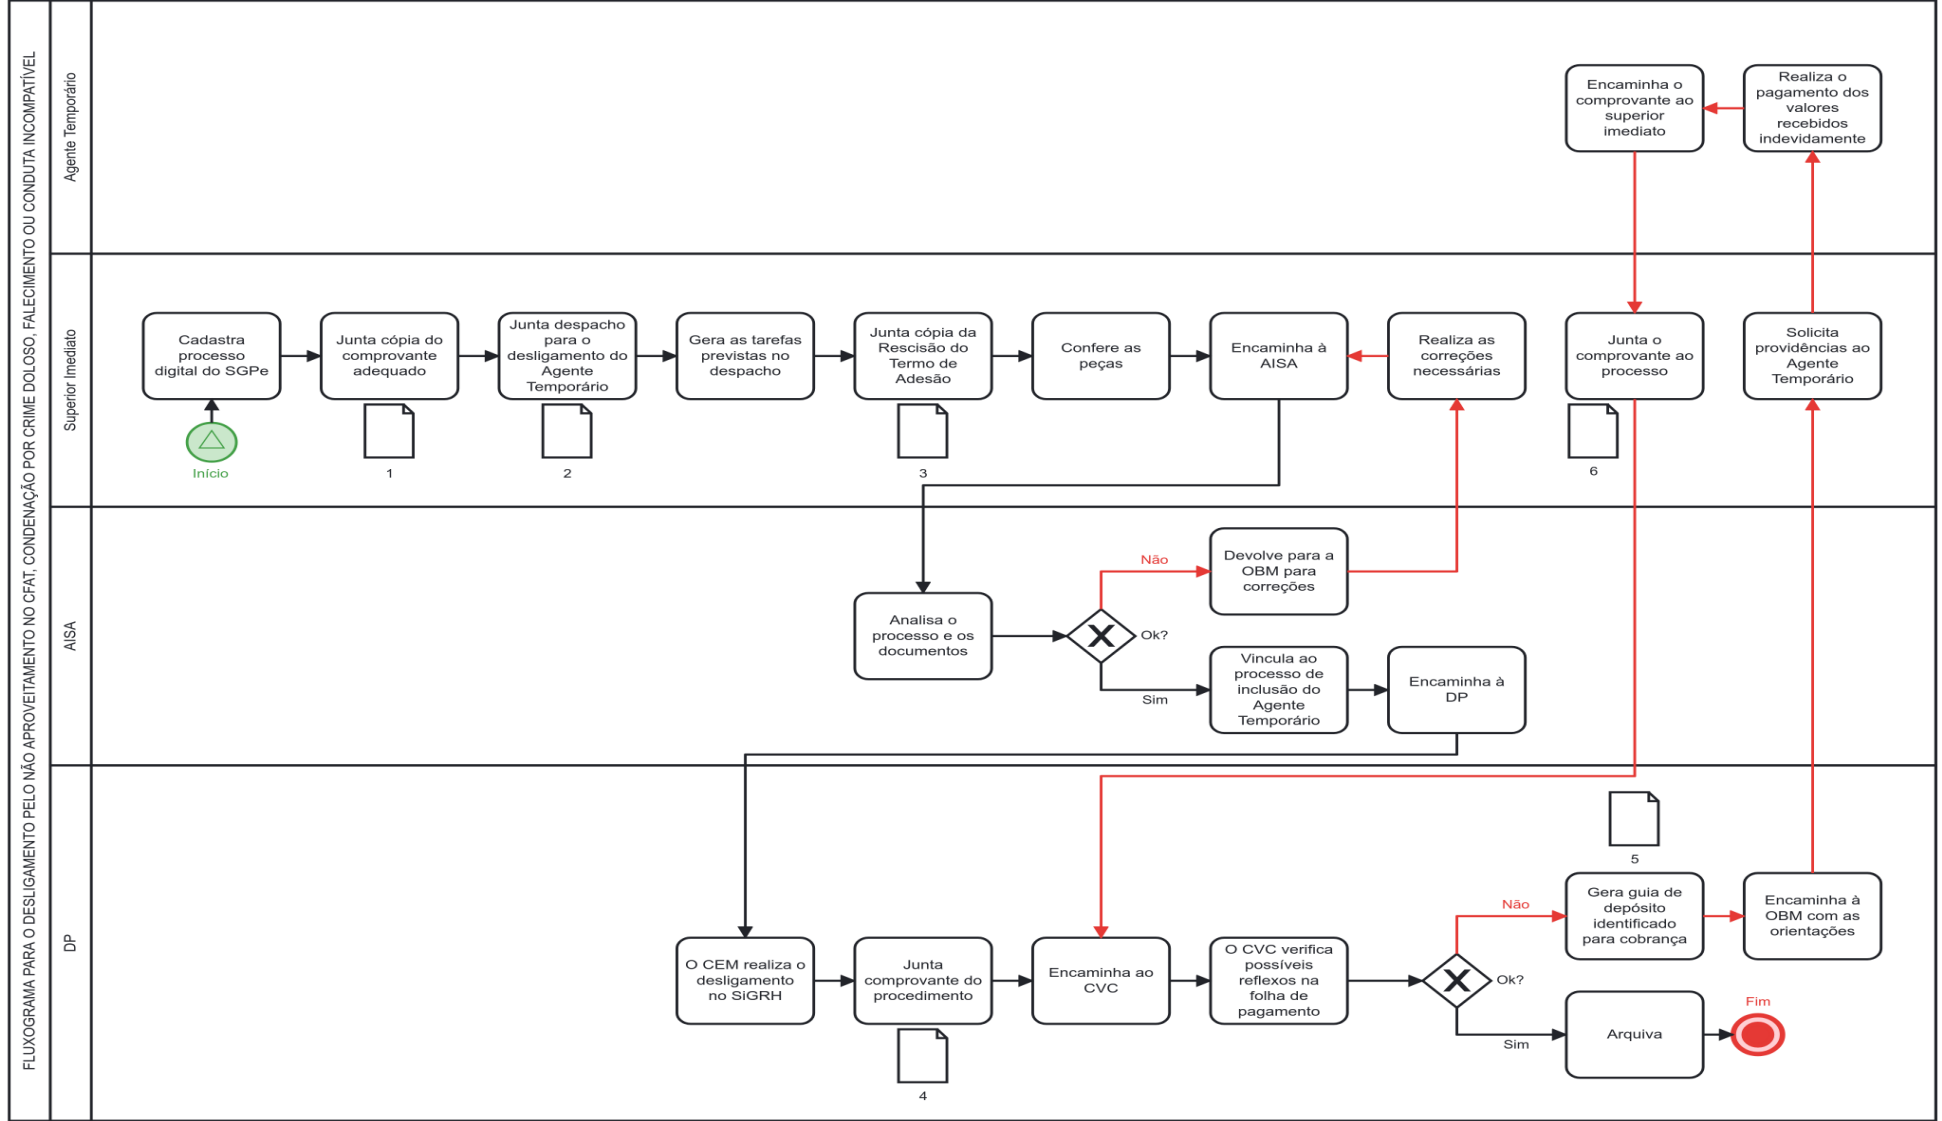 FLUXOGRAMA PARA O DESLIGAMENTO PELO NÃO APROVEITAMENTO NO CFAT, CONDENAÇÃO POR CRIME DOLOSO, FALECIMENTO OU CONDUTA INCOMPATÍVEL
Agente Temporário
Encaminha o
comprovante ao
superior
imediato
Realiza o
pagamento dos
valores
recebidos
indevidamente
Superior Imediato
Cadastra
processo
digital do SGPe
Início
Junta cópia do
comprovante
adequado
1
Junta despacho
para o
desligamento do
Agente
Temporário
2
Gera as tarefas
previstas no
despacho
Junta cópia da
Rescisão do
Termo de
Adesão
3
Confere as
peças
Encaminha à
AISA
Realiza as
correções
necessárias
Junta o
comprovante ao
processo
6
Solicita
providências ao
Agente
Temporário
AISA
Analisa o
processo e os
documentos
Ok?
Não
Devolve para a
OBM para
correções
Sim
Vincula ao
processo de
inclusão do
Agente
Temporário
Encaminha à
DP
DP
O CEM realiza o
desligamento
no SiGRH
Junta
comprovante do
procedimento
4
Encaminha ao
CVC
O CVC verifica
possíveis
reflexos na
folha de
pagamento
Ok?
Não
5
Gera guia de
depósito
identificado
para cobrança
Encaminha à
OBM com as
orientações
Sim
Arquiva
Fim